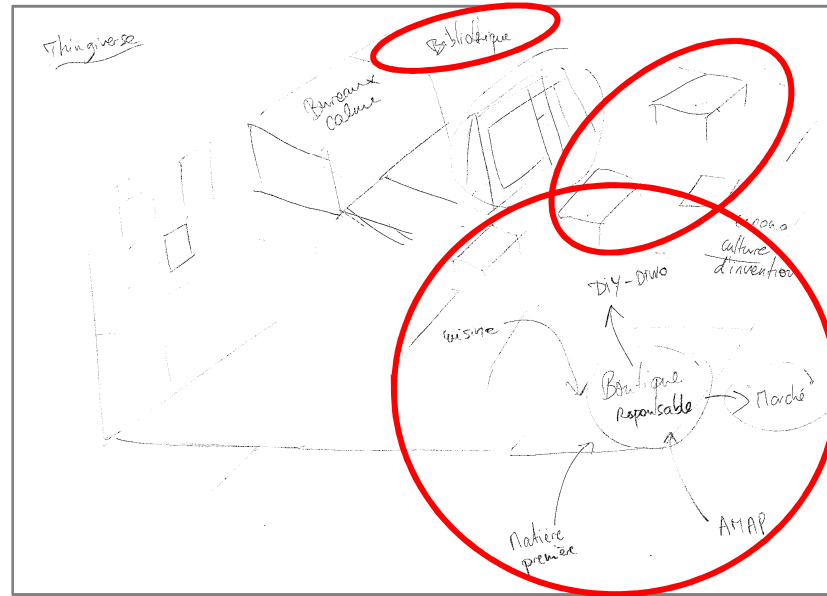 Thingiverse
Bibliothèque
Bureaux
calme
culture
d'invention
DiY-DiWO
cuisine
Boutique
responsable
"Marché"
Matière
première
AMAP